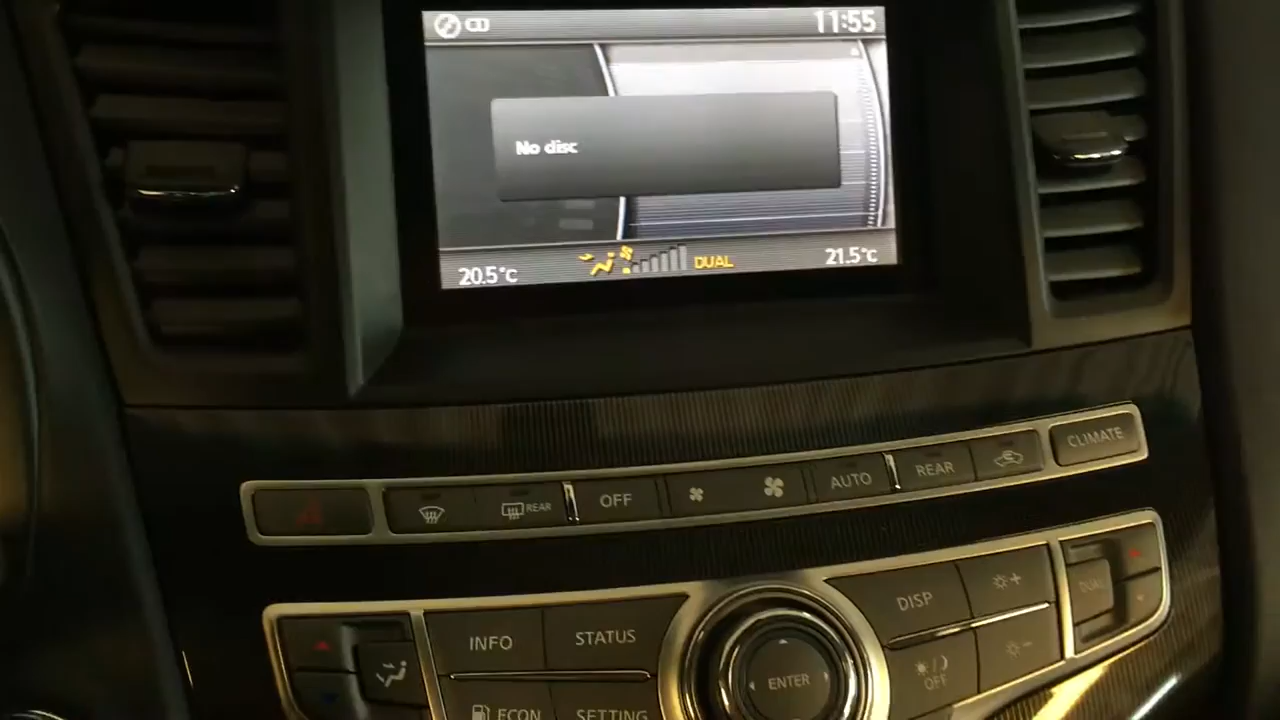 CD 11:55
No disc
20.5°C DUAL 21.5°C
REAR OFF AUTO REAR CLIMATE
INFO STATUS DISP DUAL
ENTER OFF
ECON SETTING